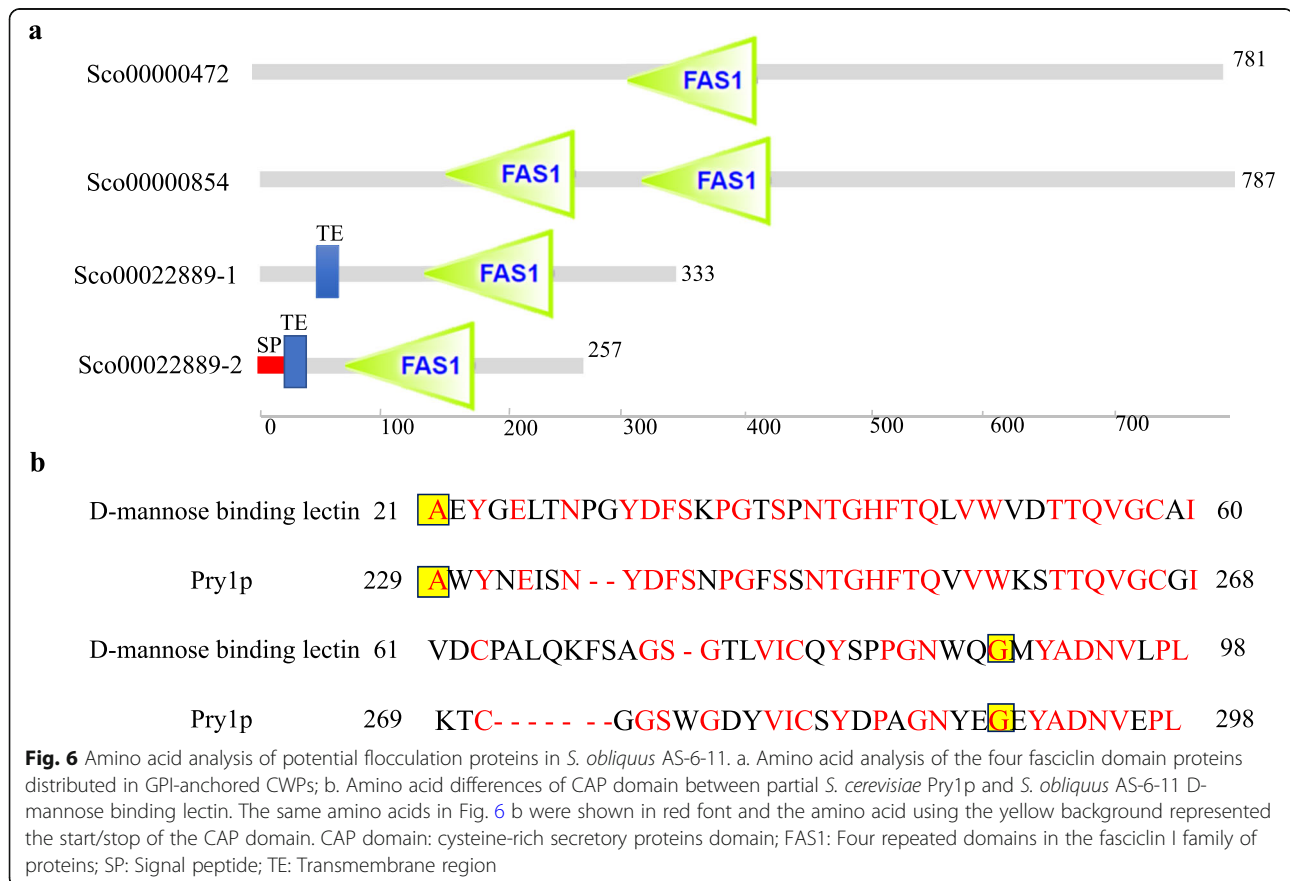 a
Sco00000472 FAS1 781
Sco00000854 FAS1 FAS1 787
TE
Sco00022889-1 FAS1 333
SP TE
Sco00022889-2 FAS1 257
0 100 200 300 400 500 600 700
b
D-mannose binding lectin 21 AEYGELTNPGYDFSKPGTSPNTGHFTQLVWVDTTQVGCAI 60
Pry1p 229 AWYNEISN - - YDFSNPGFSSNTGHFTQVVWKSTTQVGCGI 268
D-mannose binding lectin 61 VDCPALQKFSAGS - GTLVICQYSPPGNWQGMYADNVLPL 98
Pry1p 269 KTC- - - - - - -GGSWGDYVICSYDPAGNYEGEYADNVEPL 298
Fig. 6 Amino acid analysis of potential flocculation proteins in S. obliquus AS-6-11. a. Amino acid analysis of the four fasciclin domain proteins
distributed in GPI-anchored CWPs; b. Amino acid differences of CAP domain between partial S. cerevisiae Pry1p and S. obliquus AS-6-11 D-
mannose binding lectin. The same amino acids in Fig. 6 b were shown in red font and the amino acid using the yellow background represented
the start/stop of the CAP domain. CAP domain: cysteine-rich secretory proteins domain; FAS1: Four repeated domains in the fasciclin I family of
proteins; SP: Signal peptide; TE: Transmembrane region